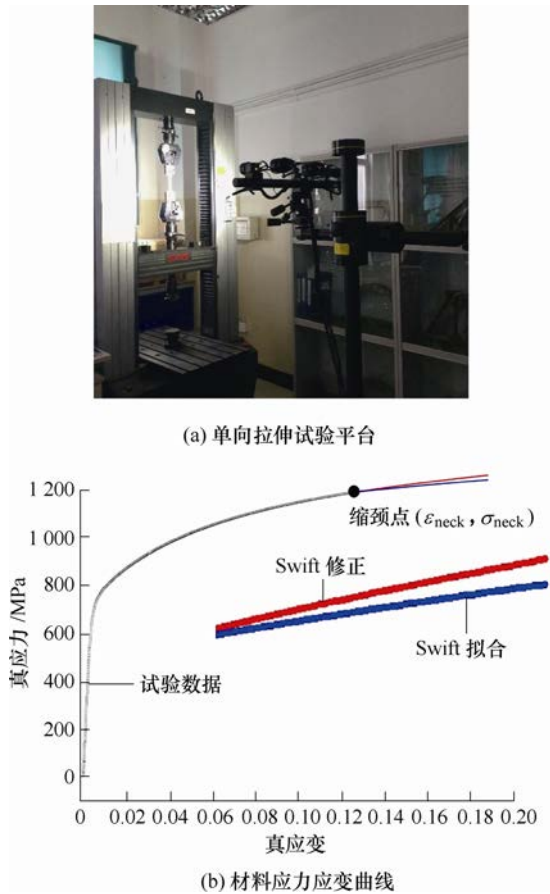 (a) 单向拉伸试验平台
1 200
1 000
800
600
400
200
0
真应力 /MPa
缩颈点 (εneck , σneck)
Swift 修正
Swift 拟合
试验数据
0 0.02 0.04 0.06 0.08 0.10 0.12 0.14 0.16 0.18 0.20
真应变
(b) 材料应力应变曲线